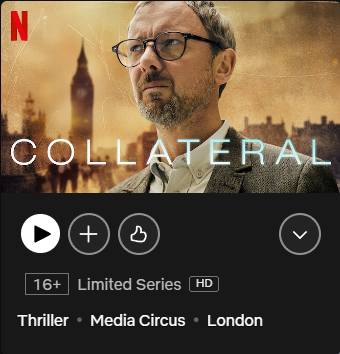 N
COLLATERAL
16+ Limited Series HD
Thriller • Media Circus • London